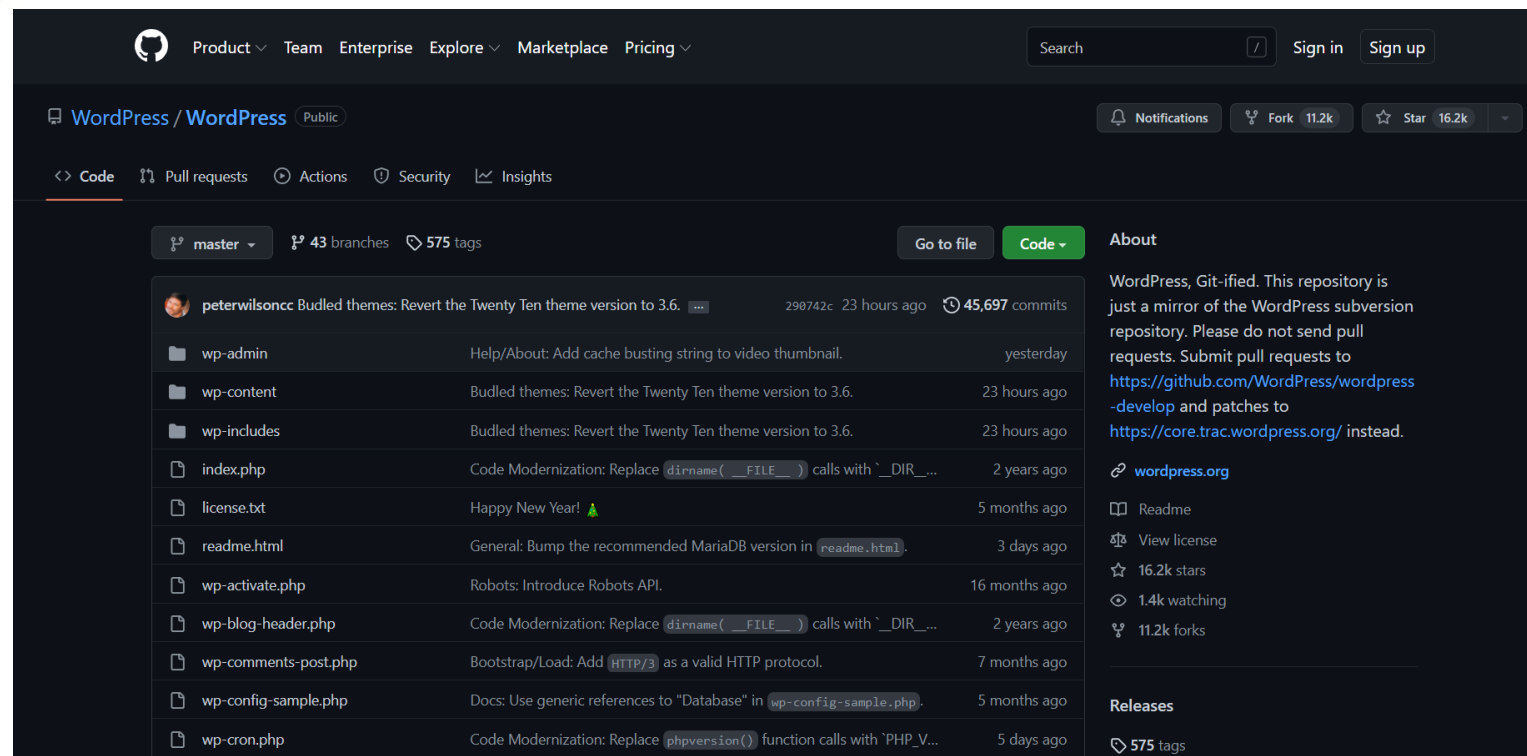 Product Team Enterprise Explore Marketplace Pricing Search / Sign in Sign up
WordPress / WordPress Public Notifications Fork 11.2k Star 16.2k
Code Pull requests Actions Security Insights
master 43 branches 575 tags Go to file Code
peterwilsoncc Budled themes: Revert the Twenty Ten theme version to 3.6. ... 290742c 23 hours ago 45,697 commits
wp-admin Help/About: Add cache busting string to video thumbnail. yesterday
wp-content Budled themes: Revert the Twenty Ten theme version to 3.6. 23 hours ago
wp-includes Budled themes: Revert the Twenty Ten theme version to 3.6. 23 hours ago
index.php Code Modernization: Replace dirname( __FILE__ ) calls with `__DIR__... 2 years ago
license.txt Happy New Year! 🎄 5 months ago
readme.html General: Bump the recommended MariaDB version in readme.html. 3 days ago
wp-activate.php Robots: Introduce Robots API. 16 months ago
wp-blog-header.php Code Modernization: Replace dirname( __FILE__ ) calls with `__DIR__... 2 years ago
wp-comments-post.php Bootstrap/Load: Add HTTP/3 as a valid HTTP protocol. 7 months ago
wp-config-sample.php Docs: Use generic references to "Database" in wp-config-sample.php. 5 months ago
wp-cron.php Code Modernization: Replace phpversion() function calls with `PHP_V... 5 days ago
About
WordPress, Git-ified. This repository is
just a mirror of the WordPress subversion
repository. Please do not send pull
requests. Submit pull requests to
https://github.com/WordPress/wordpress
-develop and patches to
https://core.trac.wordpress.org/ instead.
wordpress.org
Readme
View license
16.2k stars
1.4k watching
11.2k forks
Releases
575 tags